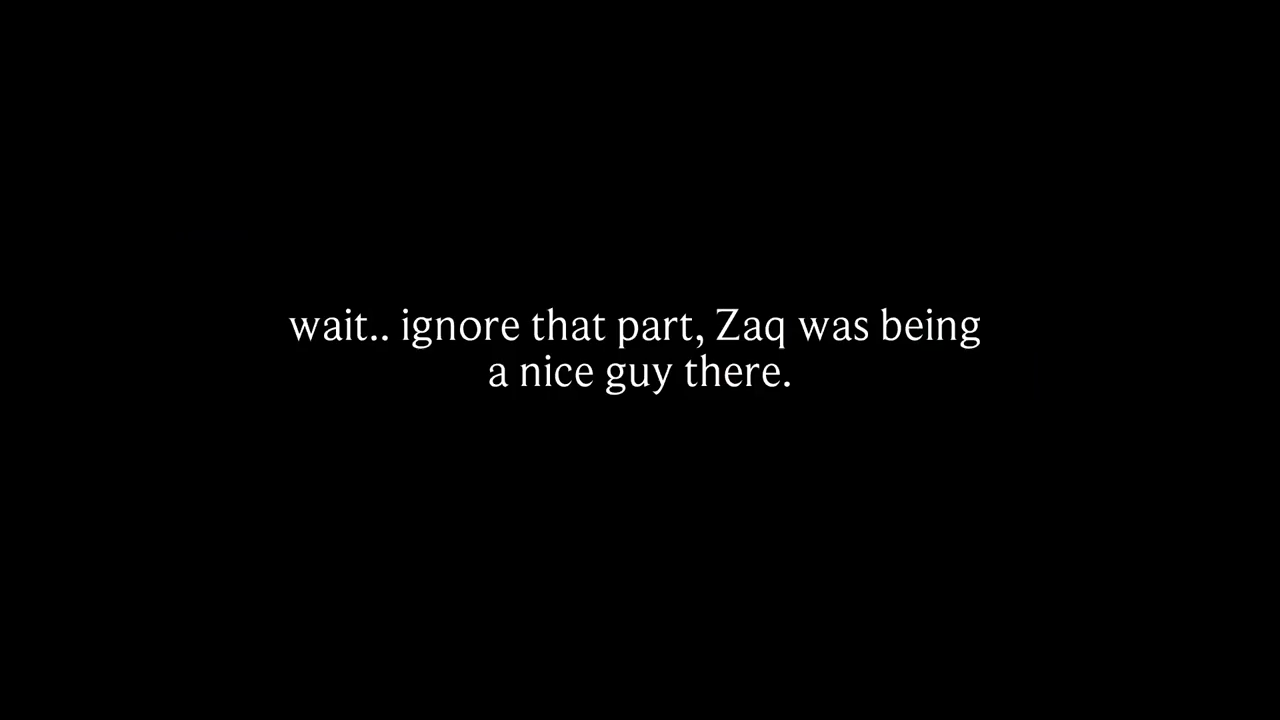 wait.. ignore that part, Zaq was being
a nice guy there.